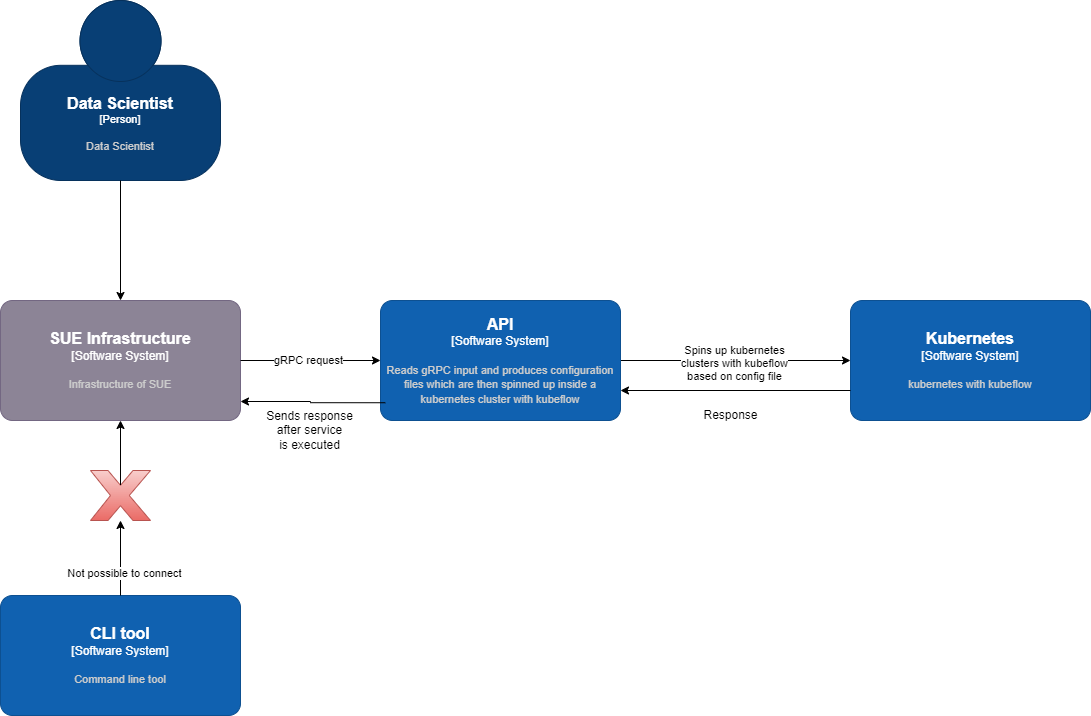 Data Scientist
[Person]
Data Scientist
SUE Infrastructure
[Software System]
Infrastructure of SUE
gRPC request
Sends response
after service
is executed
API
[Software System]
Reads gRPC input and produces configuration
files which are then spinned up inside a
kubernetes cluster with kubeflow
Spins up kubernetes
clusters with kubeflow
based on config file
Response
Kubernetes
[Software System]
kubernetes with kubeflow
Not possible to connect
CLI tool
[Software System]
Command line tool